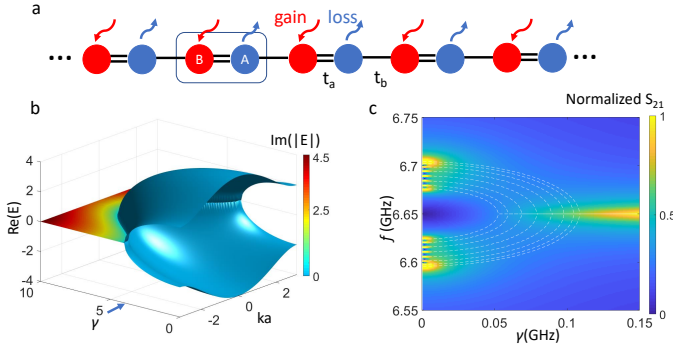 a
gain loss
... B A ...
t_a t_b
b
Im(|E|)
4.5
2.5
0
Re(E)
4
2
0
-2
-4
10
5
0
γ
-2
0
2
ka
c
Normalized S_21
1
0.5
0
f (GHz)
6.75
6.7
6.65
6.6
6.55
0
0.05
0.1
0.15
γ(GHz)